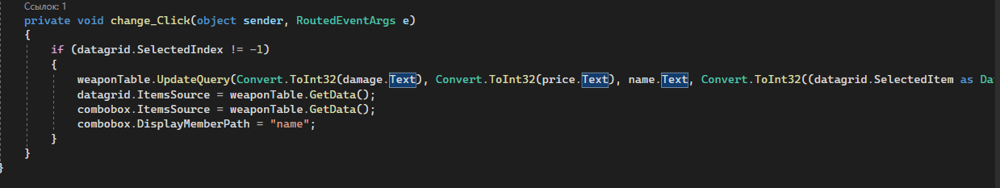 Ссылок: 1
private void change_Click(object sender, RoutedEventArgs e)
{
if (datagrid.SelectedIndex != -1)
{
weaponTable.UpdateQuery(Convert.ToInt32(damage.Text), Convert.ToInt32(price.Text), name.Text, Convert.ToInt32((datagrid.SelectedItem as Da
datagrid.ItemsSource = weaponTable.GetData();
combobox.ItemsSource = weaponTable.GetData();
combobox.DisplayMemberPath = "name";
}
}
}